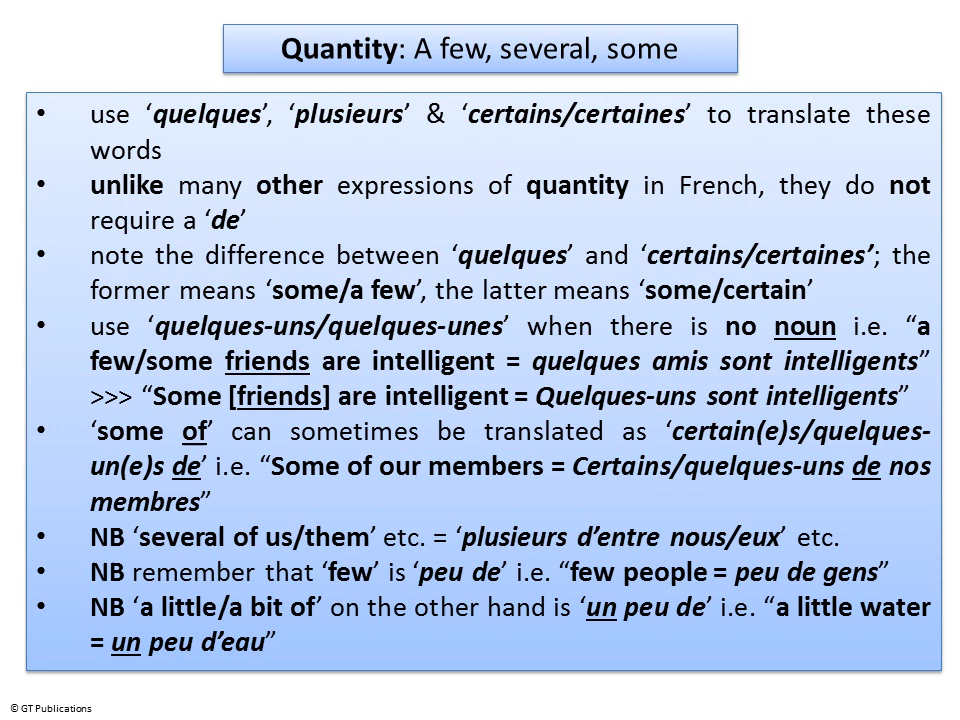 Quantity: A few, several, some
• use ‘quelques’, ‘plusieurs’ & ‘certains/certaines’ to translate these
words
• unlike many other expressions of quantity in French, they do not
require a ‘de’
• note the difference between ‘quelques’ and ‘certains/certaines’; the
former means ‘some/a few’, the latter means ‘some/certain’
• use ‘quelques-uns/quelques-unes’ when there is no noun i.e. “a
few/some friends are intelligent = quelques amis sont intelligents”
>>> “Some [friends] are intelligent = Quelques-uns sont intelligents”
• ‘some of’ can sometimes be translated as ‘certain(e)s/quelques-
un(e)s de’ i.e. “Some of our members = Certains/quelques-uns de nos
membres”
• NB ‘several of us/them’ etc. = ‘plusieurs d’entre nous/eux’ etc.
• NB remember that ‘few’ is ‘peu de’ i.e. “few people = peu de gens”
• NB ‘a little/a bit of’ on the other hand is ‘un peu de’ i.e. “a little water
= un peu d’eau”
© GT Publications